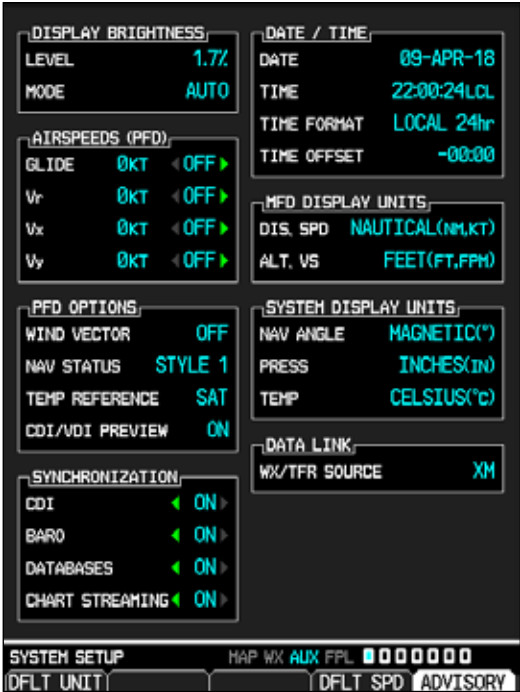 DISPLAY BRIGHTNESS
LEVEL 1.7%
MODE AUTO
AIRSPEEDS (PFD)
GLIDE 0KT OFF
Vr 0KT OFF
Vx 0KT OFF
Vy 0KT OFF
PFD OPTIONS
WIND VECTOR OFF
NAV STATUS STYLE 1
TEMP REFERENCE SAT
CDI/VDI PREVIEW ON
SYNCHRONIZATION
CDI ON
BARO ON
DATABASES ON
CHART STREAMING ON
DATE / TIME
DATE 09-APR-18
TIME 22:00:24LCL
TIME FORMAT LOCAL 24hr
TIME OFFSET -00:00
MFD DISPLAY UNITS
DIS, SPD NAUTICAL(NM,KT)
ALT, VS FEET(FT,FPM)
SYSTEM DISPLAY UNITS
NAV ANGLE MAGNETIC(°)
PRESS INCHES(IN)
TEMP CELSIUS(°C)
DATA LINK
WX/TFR SOURCE XM
SYSTEM SETUP MAP WX AUX FPL
DFLT UNIT DFLT SPD ADVISORY